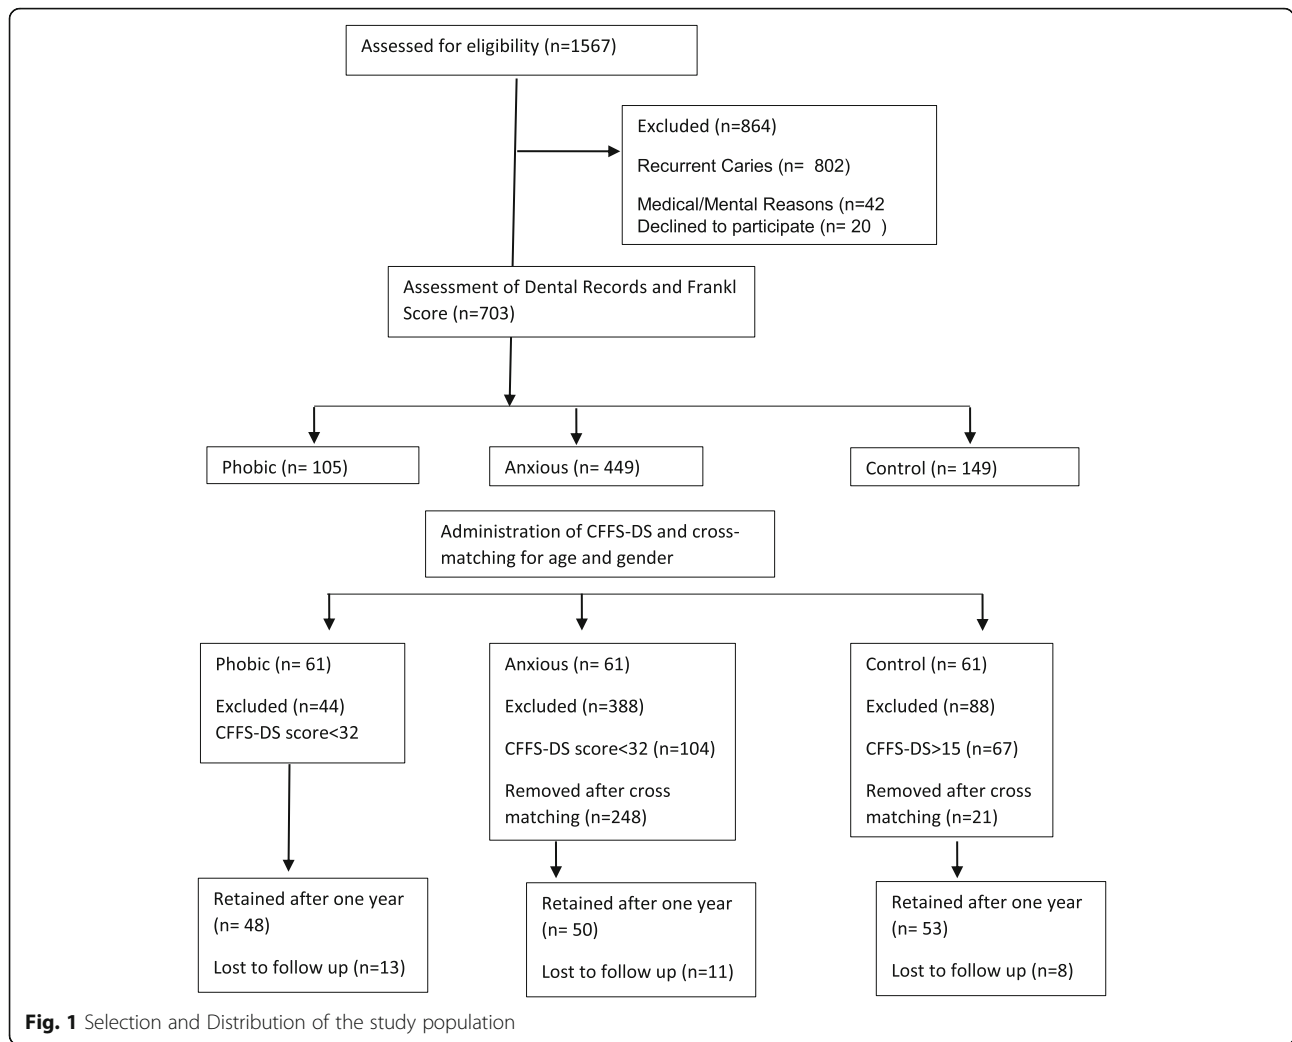 Assessed for eligibility (n=1567)
Excluded (n=864)
Recurrent Caries (n=  802)
Medical/Mental Reasons (n=42
Declined to participate (n= 20  )
Assessment of Dental Records and Frankl
Score (n=703)
Phobic (n= 105)
Anxious (n= 449)
Control (n= 149)
Administration of CFFS-DS and cross-
matching for age and gender
Phobic (n= 61)
Excluded (n=44)
CFFS-DS score<32
Anxious (n= 61)
Excluded (n=388)
CFFS-DS score<32 (n=104)
Removed after cross
matching (n=248)
Control (n= 61)
Excluded (n=88)
CFFS-DS>15 (n=67)
Removed after cross
matching (n=21)
Retained after one year
(n= 48)
Lost to follow up (n=13)
Retained after one year
(n= 50)
Lost to follow up (n=11)
Retained after one year
(n= 53)
Lost to follow up (n=8)
Fig. 1 Selection and Distribution of the study population